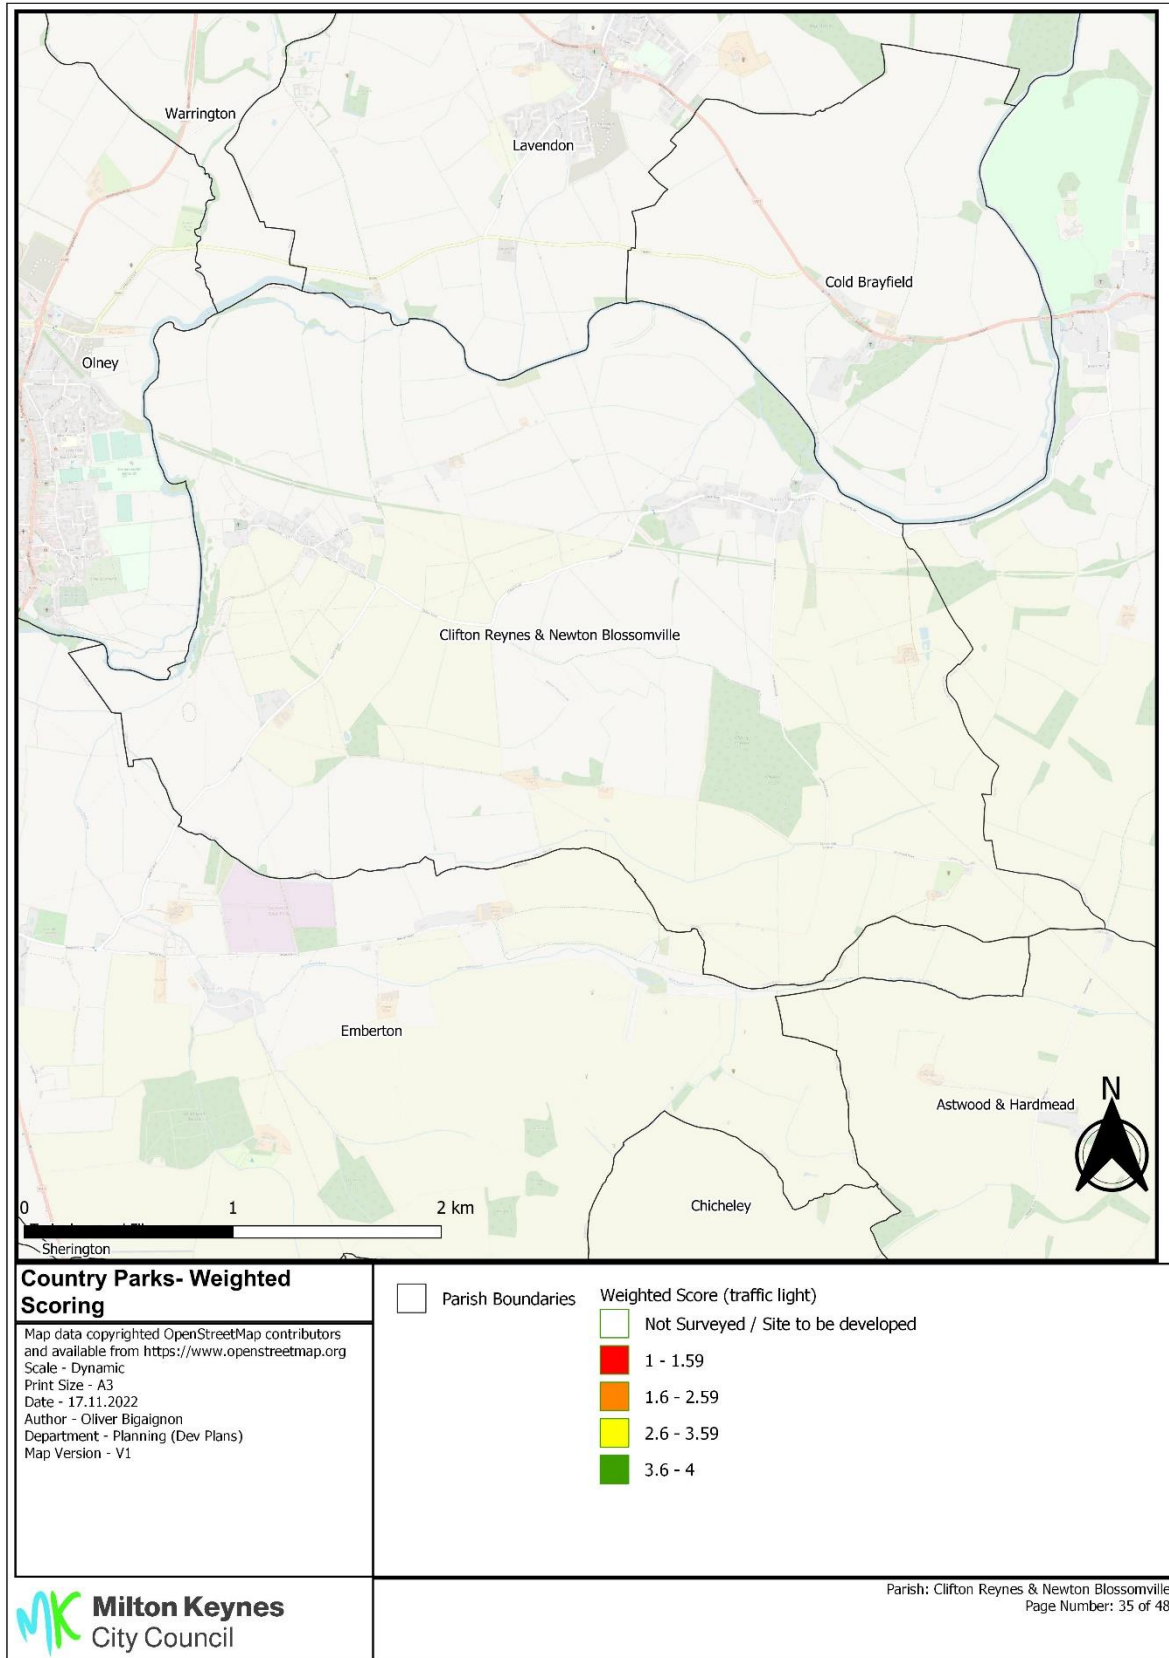 Warrington
Lavendon
Cold Brayfield
Olney
Clifton Reynes & Newton Blossomville
Emberton
Astwood & Hardmead
N
Chicheley
0 1 2 km
Sherington
Country Parks- Weighted
Scoring
Map data copyrighted OpenStreetMap contributors
and available from https://www.openstreetmap.org
Scale - Dynamic
Print Size - A3
Date - 17.11.2022
Author - Oliver Bigaignon
Department - Planning (Dev Plans)
Map Version - V1
Parish Boundaries
Weighted Score (traffic light)
Not Surveyed / Site to be developed
1 - 1.59
1.6 - 2.59
2.6 - 3.59
3.6 - 4
MK Milton Keynes
City Council
Parish: Clifton Reynes & Newton Blossomville
Page Number: 35 of 48